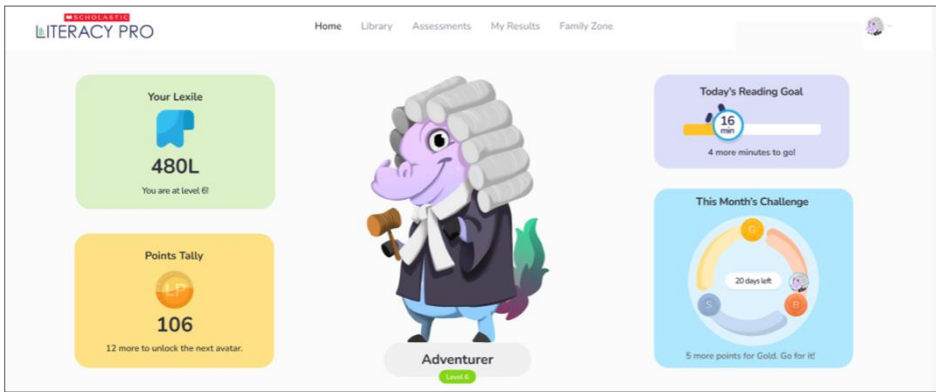 SCHOLASTIC
LITERACY PRO
Home Library Assessments My Results Family Zone
Your Lexile
480L
You are at level 6!
Points Tally
LP
106
12 more to unlock the next avatar.
Adventurer
Level 6
Today's Reading Goal
16
min
4 more minutes to go!
This Month's Challenge
G
20 days left
S
B
5 more points for Gold. Go for it!